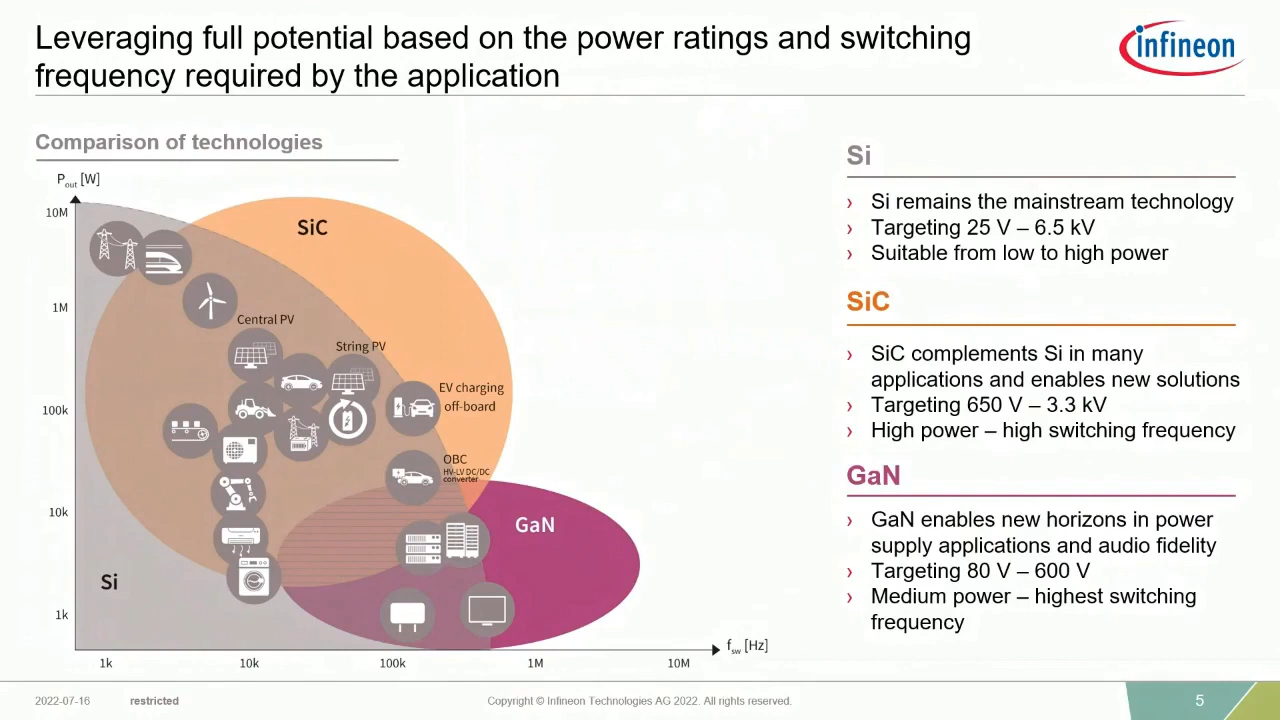 Leveraging full potential based on the power ratings and switching
frequency required by the application
infineon
Comparison of technologies
Pout [W]
10M
1M
100k
10k
1k
SiC
Central PV
String PV
EV charging
off-board
OBC
HV-LV DC/DC
converter
GaN
Si
1k
10k
100k
1M
10M
fsw [Hz]
Si
› Si remains the mainstream technology
› Targeting 25 V – 6.5 kV
› Suitable from low to high power
SiC
› SiC complements Si in many
applications and enables new solutions
› Targeting 650 V – 3.3 kV
› High power – high switching frequency
GaN
› GaN enables new horizons in power
supply applications and audio fidelity
› Targeting 80 V – 600 V
› Medium power – highest switching
frequency
2022-07-16
restricted
Copyright © Infineon Technologies AG 2022. All rights reserved.
5